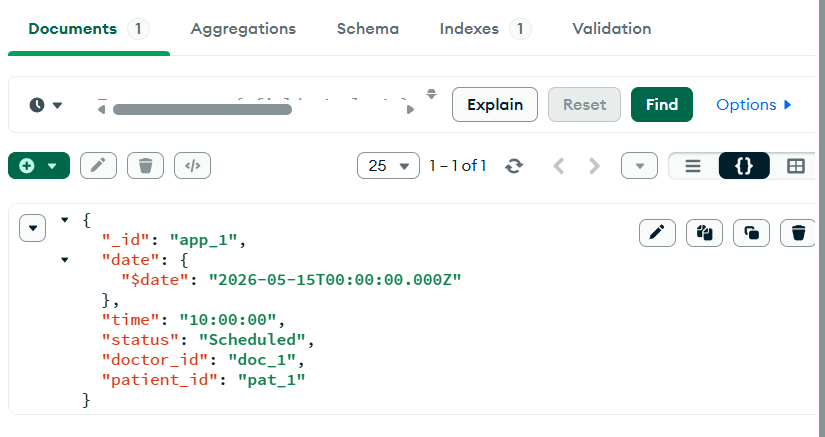 Documents 1 Aggregations Schema Indexes 1 Validation
Explain Reset Find Options
25 1 – 1 of 1
{
"_id": "app_1",
"date": {
"$date": "2026-05-15T00:00:00.000Z"
},
"time": "10:00:00",
"status": "Scheduled",
"doctor_id": "doc_1",
"patient_id": "pat_1"
}